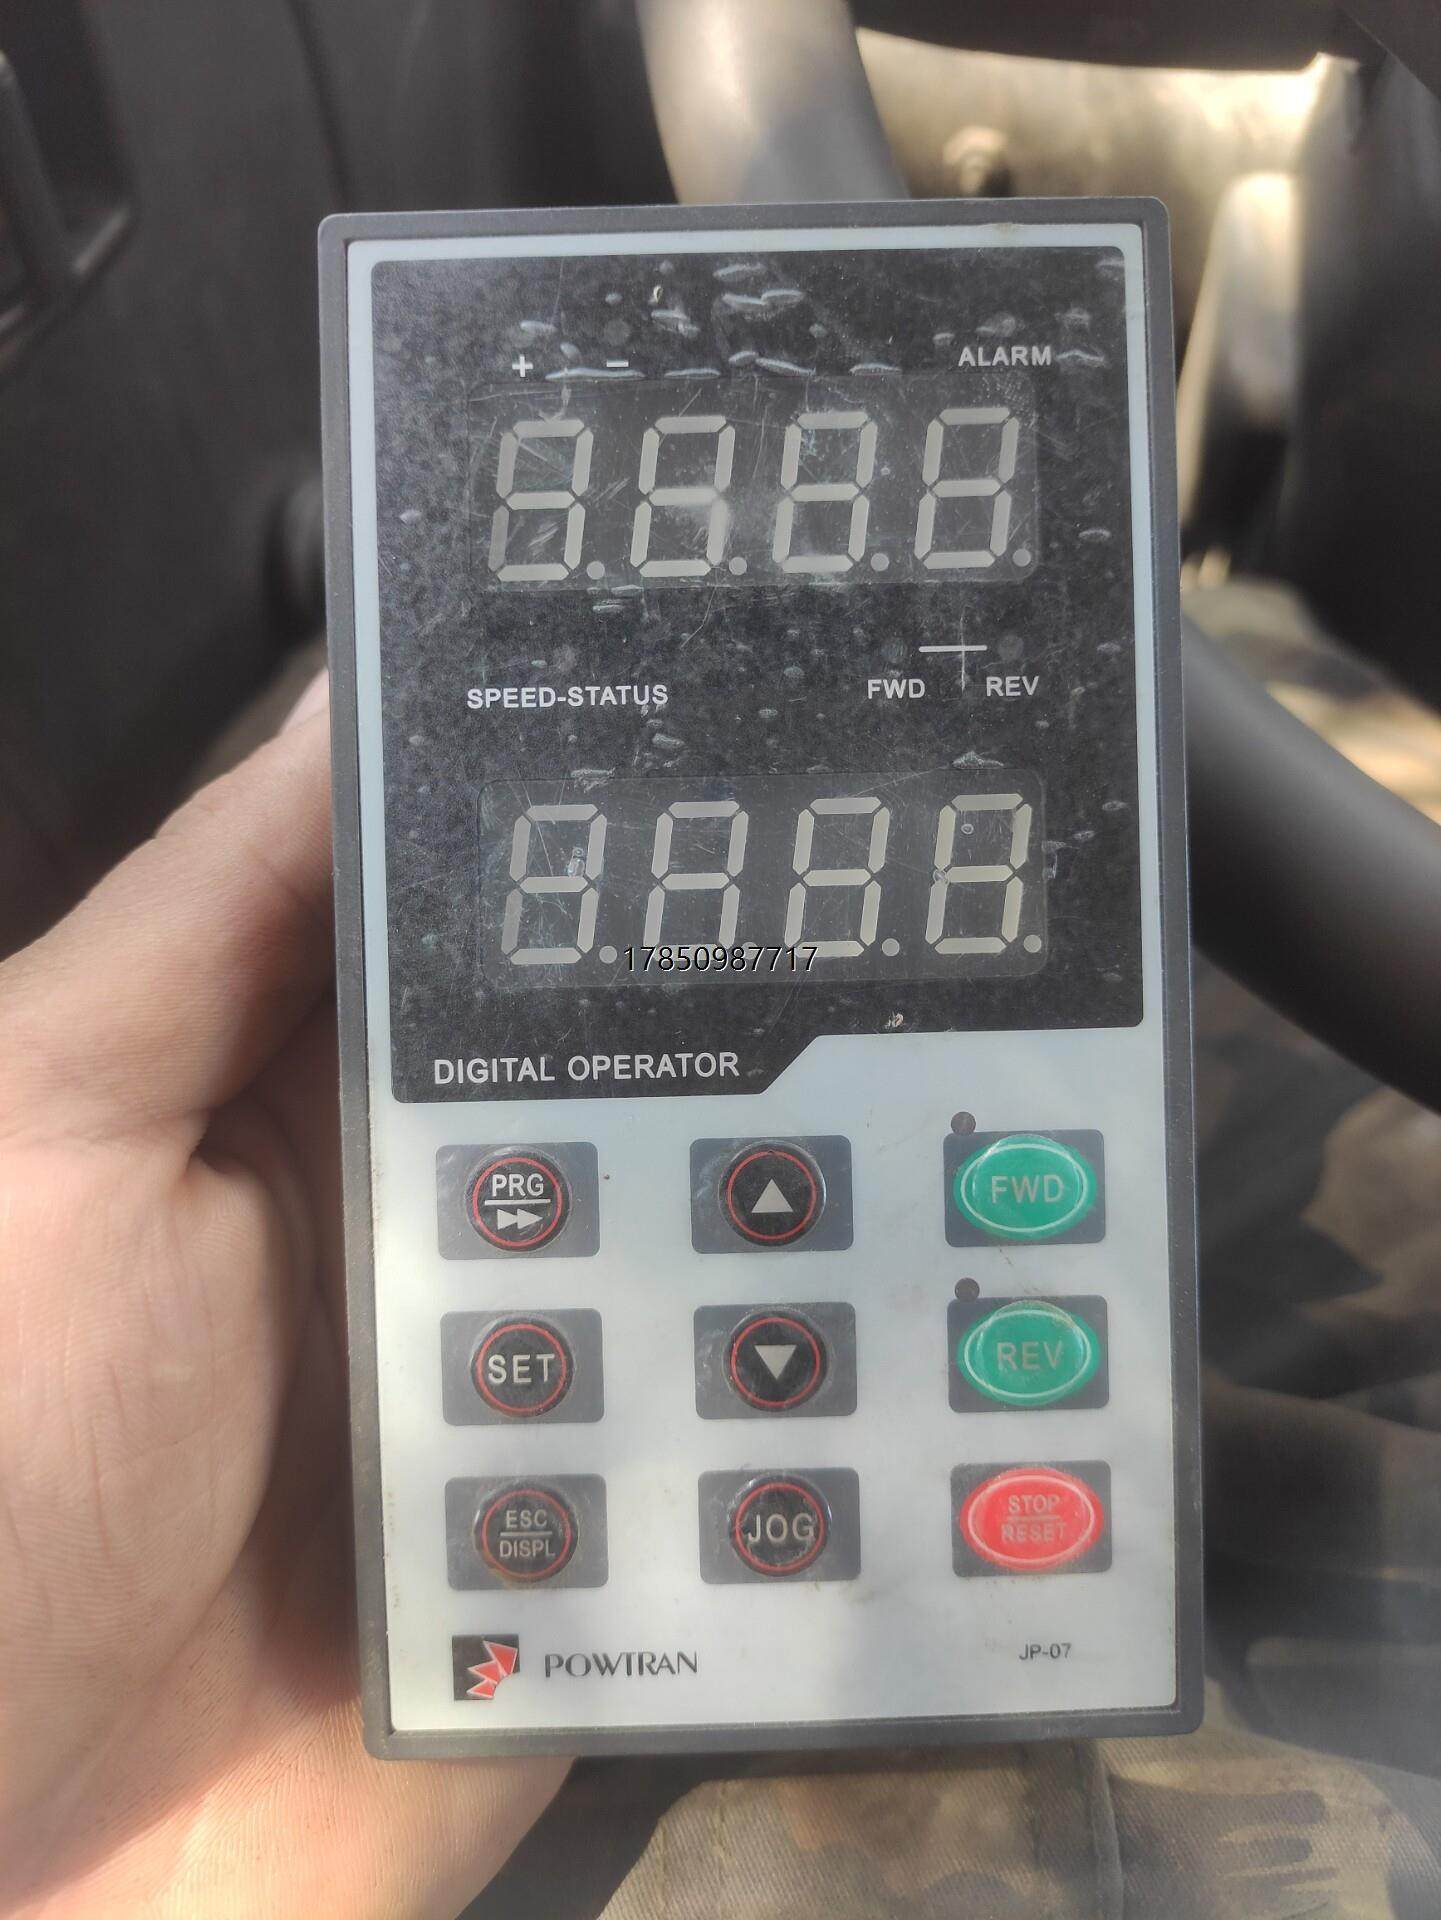 + − ALARM
SPEED-STATUS FWD REV
17850987717
DIGITAL OPERATOR
PRG
▲
FWD
SET
▼
REV
ESC
DISPL
JOG
STOP
RESET
POWTRAN
JP-07